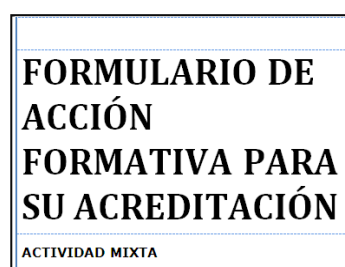 FORMULARIO DE
ACCIÓN
FORMATIVA PARA
SU ACREDITACIÓN
ACTIVIDAD MIXTA